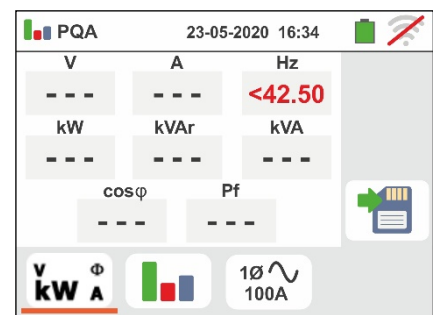 PQA 23-05-2020 16:34
V A Hz
--- --- <42.50
kW kVAr kVA
--- --- ---
cosφ Pf
--- ---
V Φ 1Ø
kW A 100A